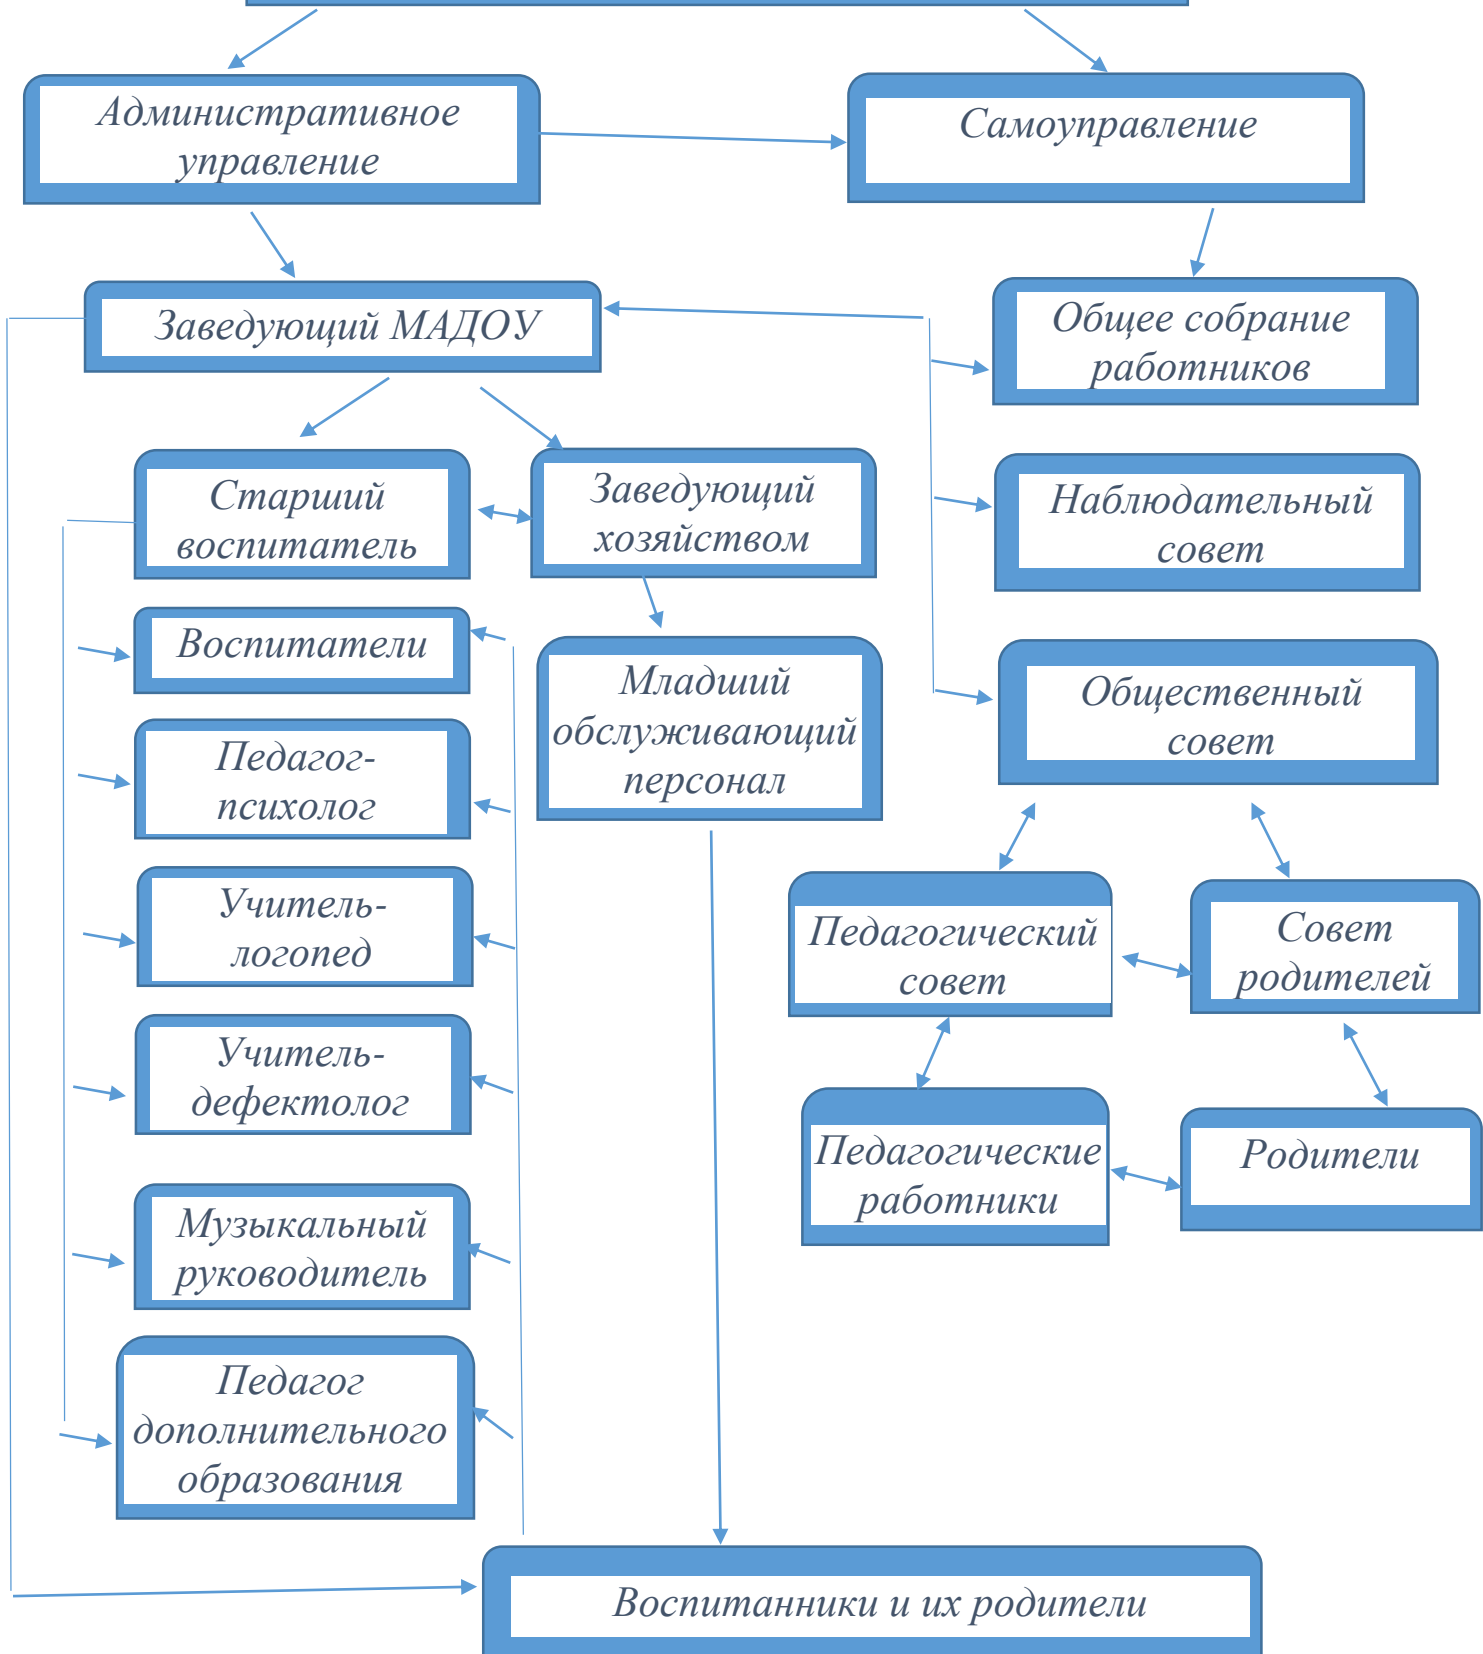 Административное
управление
Самоуправление
Заведующий МАДОУ
Общее собрание
работников
Старший
воспитатель
Заведующий
хозяйством
Наблюдательный
совет
Воспитатели
Младший
обслуживающий
персонал
Общественный
совет
Педагог-
психолог
Учитель-
логопед
Педагогический
совет
Совет
родителей
Учитель-
дефектолог
Педагогические
работники
Родители
Музыкальный
руководитель
Педагог
дополнительного
образования
Воспитанники и их родители